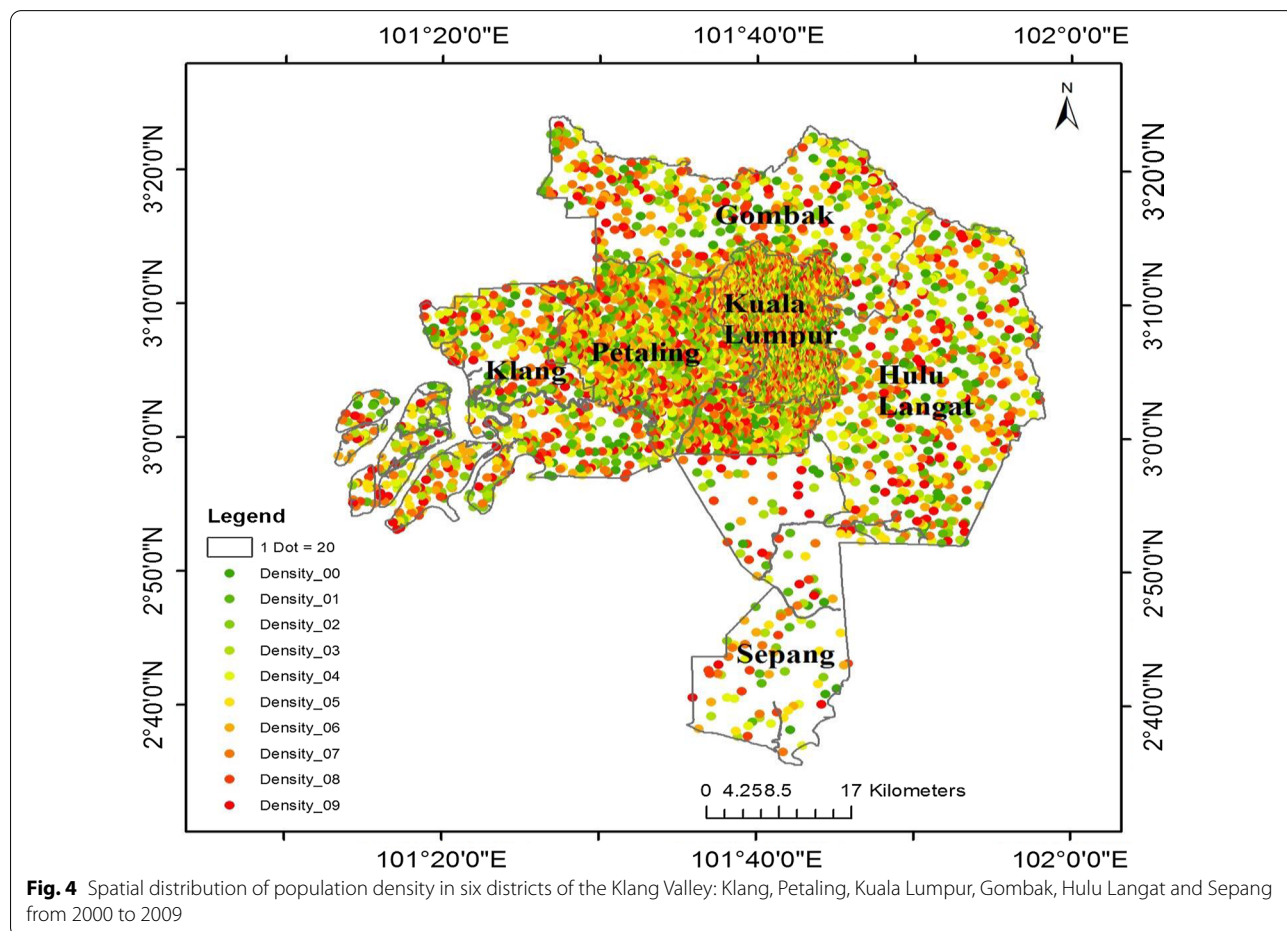 101°20'0"E 101°40'0"E 102°0'0"E
N
3°20'0"N 3°20'0"N
Gombak
3°10'0"N 3°10'0"N
Kuala
Lumpur
Petaling
Klang
Hulu
Langat
3°0'0"N 3°0'0"N
2°50'0"N 2°50'0"N
Sepang
2°40'0"N 2°40'0"N
Legend
1 Dot = 20
Density_00
Density_01
Density_02
Density_03
Density_04
Density_05
Density_06
Density_07
Density_08
Density_09
0 4.258.5 17 Kilometers
101°20'0"E 101°40'0"E 102°0'0"E
Fig. 4 Spatial distribution of population density in six districts of the Klang Valley: Klang, Petaling, Kuala Lumpur, Gombak, Hulu Langat and Sepang
from 2000 to 2009